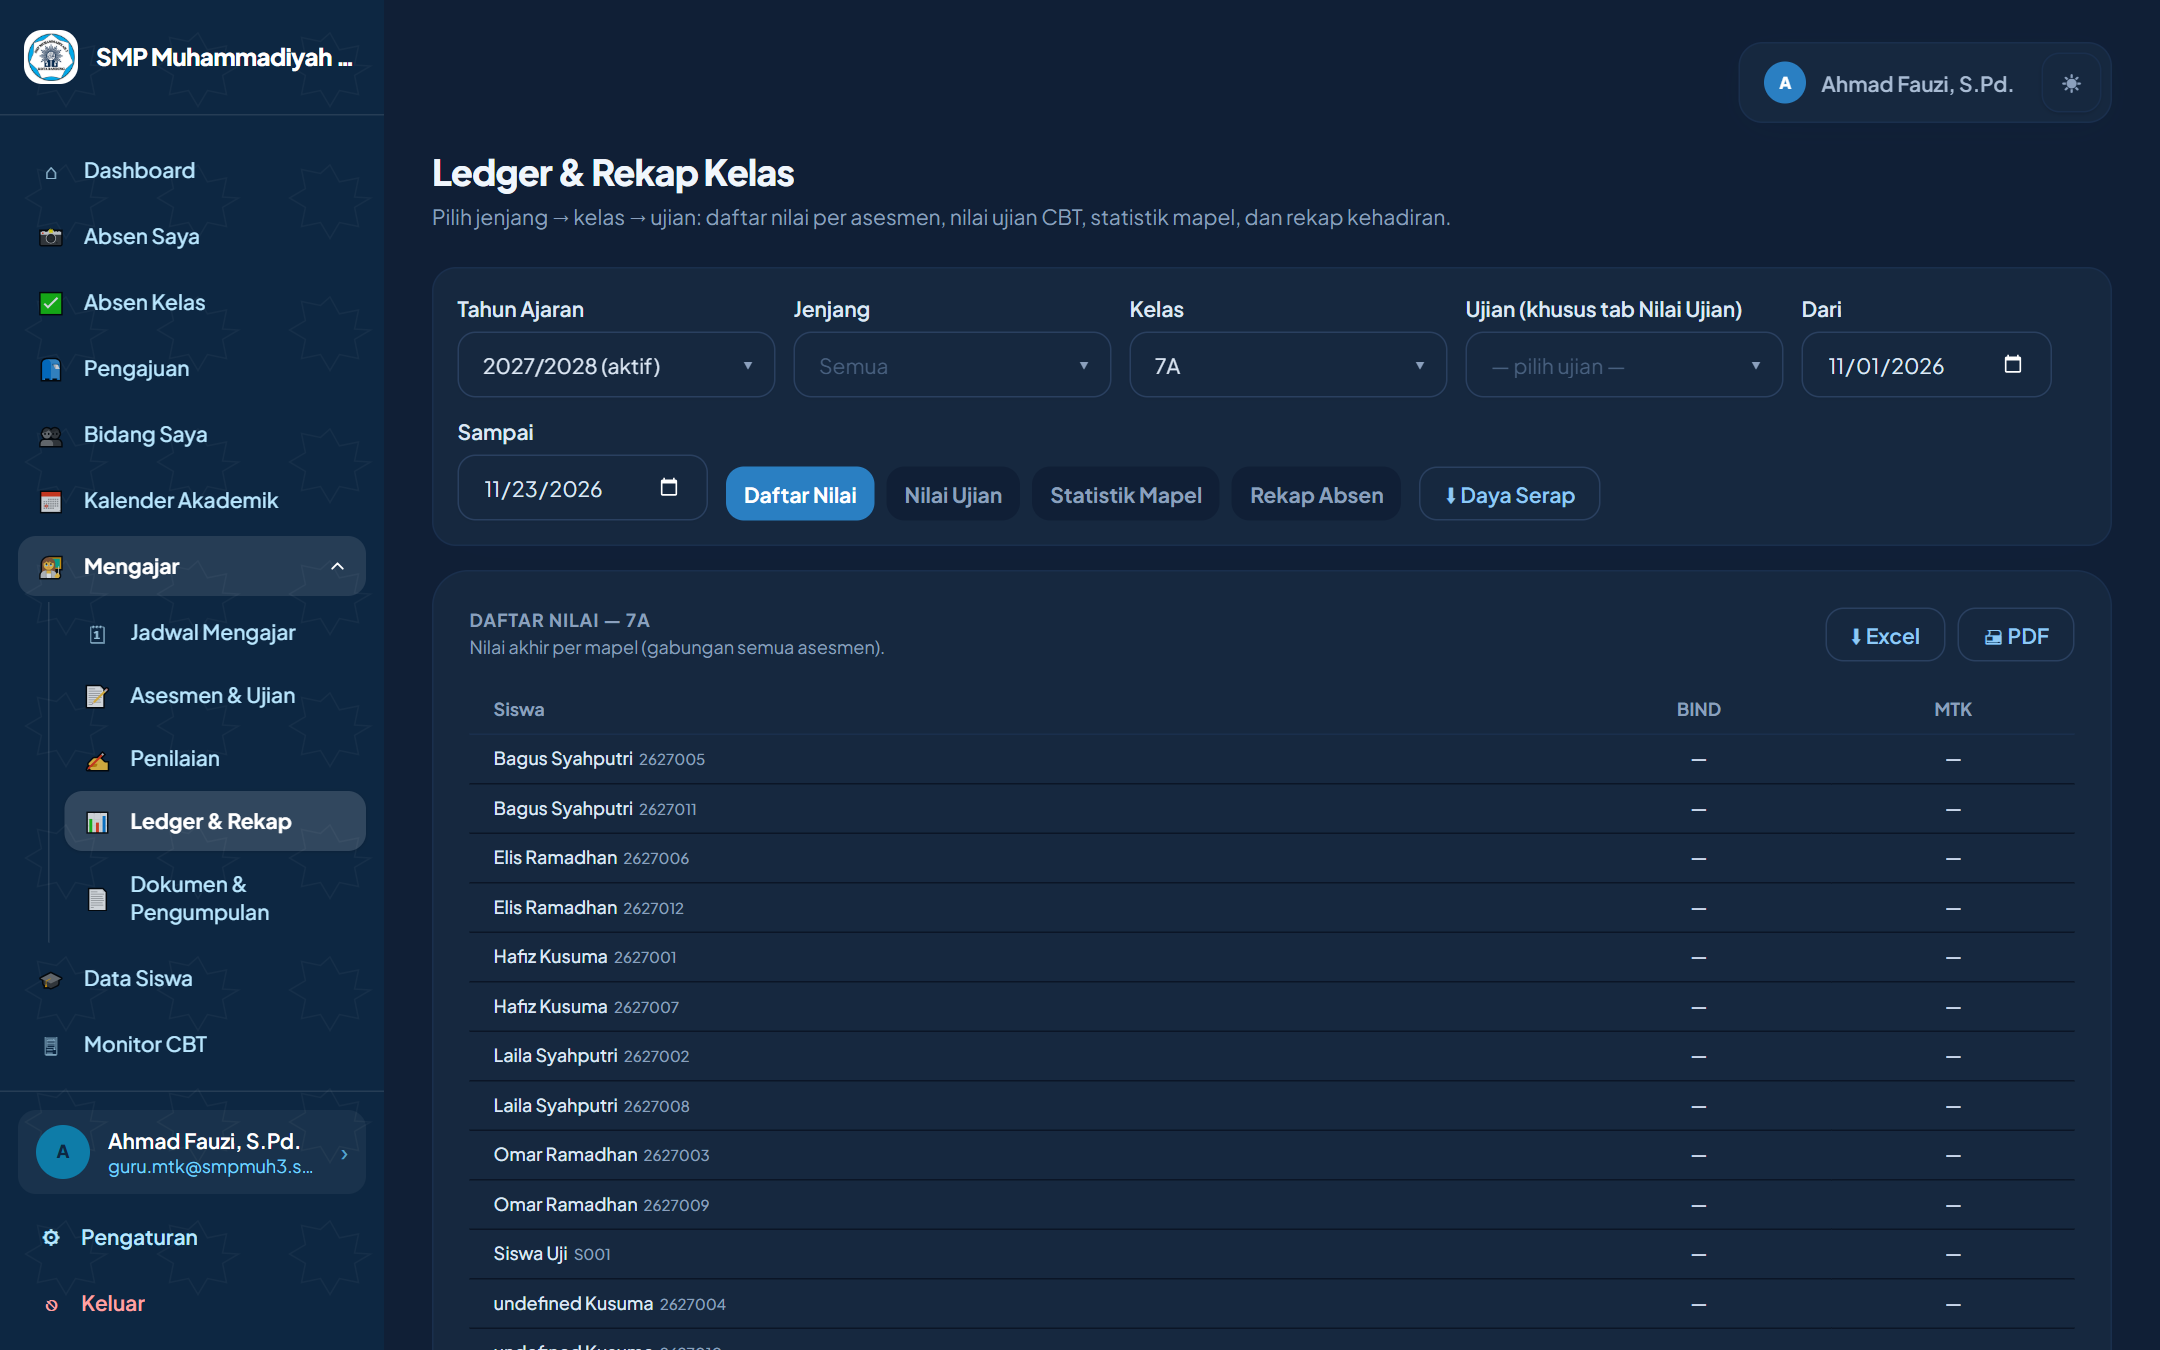 SMP Muhammadiyah ...
Dashboard
Absen Saya
Absen Kelas
Pengajuan
Bidang Saya
Kalender Akademik
Mengajar
Jadwal Mengajar
Asesmen & Ujian
Penilaian
Ledger & Rekap
Dokumen &
Pengumpulan
Data Siswa
Monitor CBT
A
Ahmad Fauzi, S.Pd.
guru.mtk@smpmuh3.s...
Pengaturan
Keluar
A Ahmad Fauzi, S.Pd.
Ledger & Rekap Kelas
Pilih jenjang → kelas → ujian: daftar nilai per asesmen, nilai ujian CBT, statistik mapel, dan rekap kehadiran.
Tahun Ajaran Jenjang Kelas Ujian (khusus tab Nilai Ujian) Dari
2027/2028 (aktif) Semua 7A — pilih ujian — 11/01/2026
Sampai
11/23/2026 Daftar Nilai Nilai Ujian Statistik Mapel Rekap Absen ⬇ Daya Serap
DAFTAR NILAI — 7A
Nilai akhir per mapel (gabungan semua asesmen).
⬇ Excel PDF
Siswa BIND MTK
Bagus Syahputri 2627005 — —
Bagus Syahputri 2627011 — —
Elis Ramadhan 2627006 — —
Elis Ramadhan 2627012 — —
Hafiz Kusuma 2627001 — —
Hafiz Kusuma 2627007 — —
Laila Syahputri 2627002 — —
Laila Syahputri 2627008 — —
Omar Ramadhan 2627003 — —
Omar Ramadhan 2627009 — —
Siswa Uji S001 — —
undefined Kusuma 2627004 — —